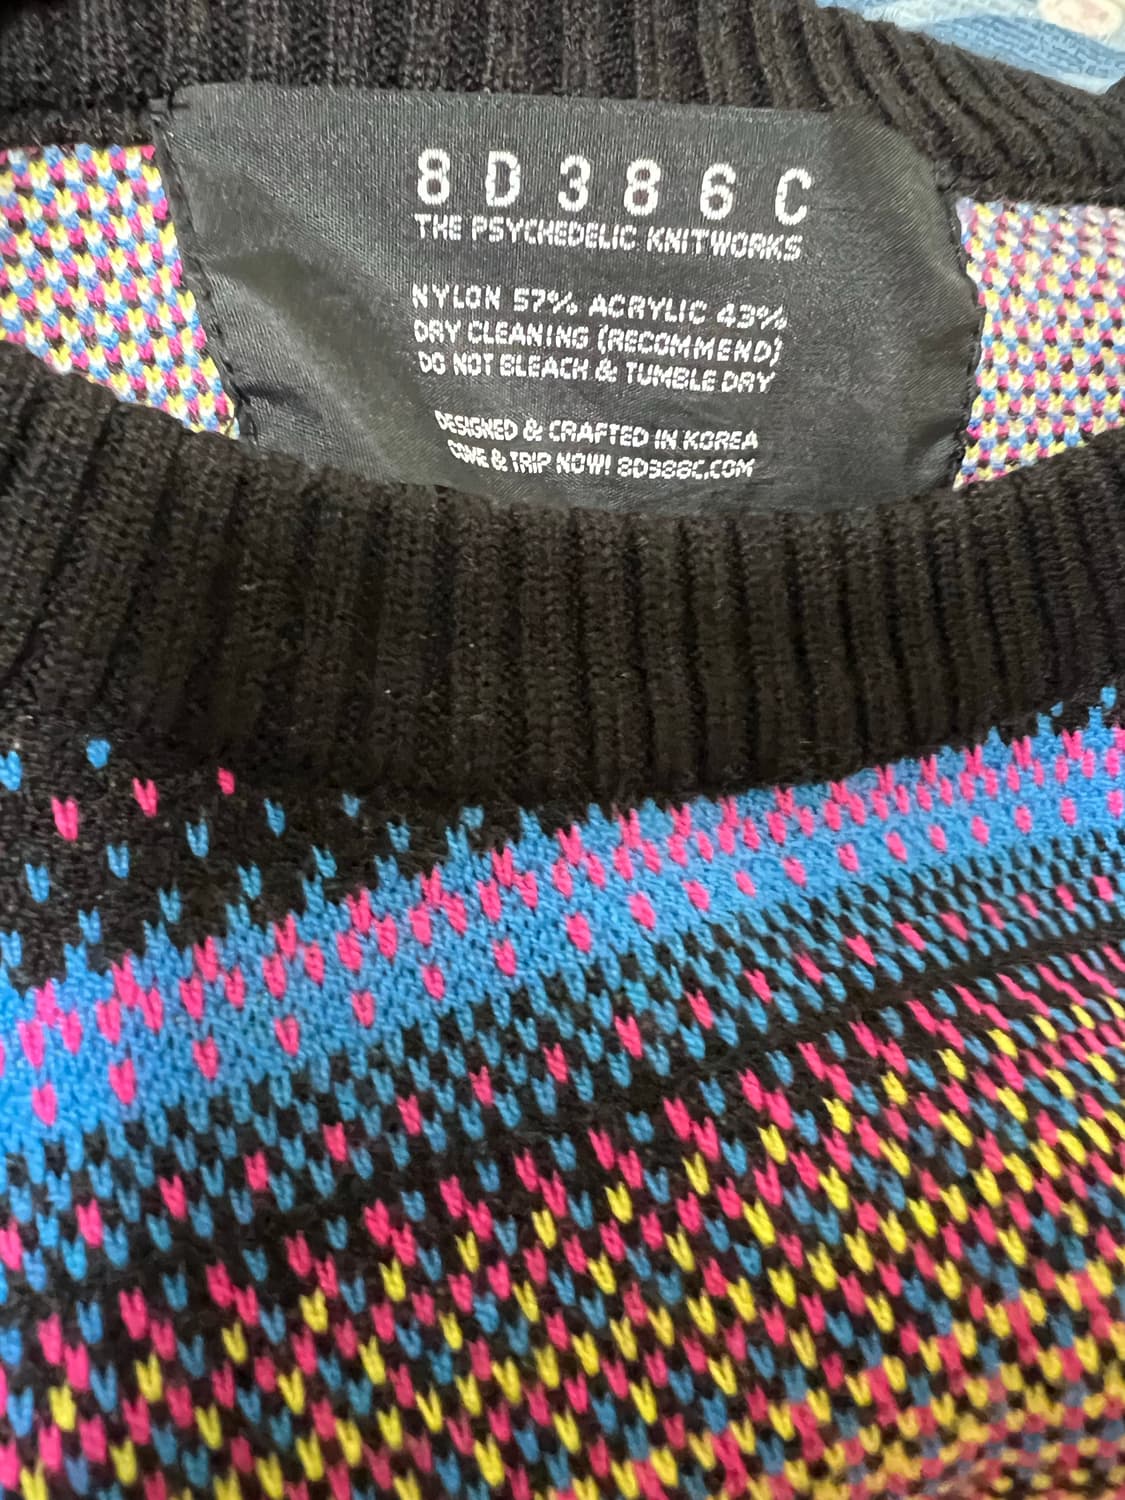 8D386C
THE PSYCHEDELIC KNITWORKS
NYLON 57% ACRYLIC 43%
DRY CLEANING (RECOMMEND)
DO NOT BLEACH & TUMBLE DRY
DESIGNED & CRAFTED IN KOREA
COME & TRIP NOW! 8D386C.COM